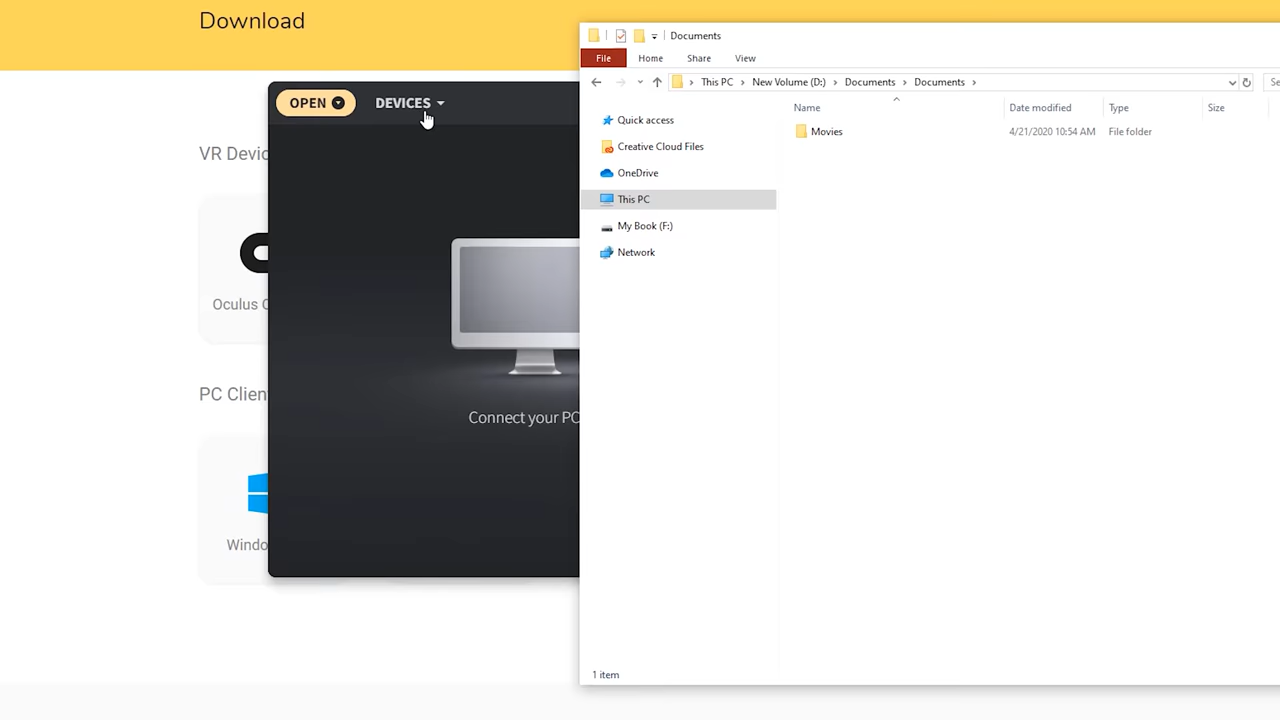 Download
VR Devic
Oculus
PC Clien
Windo
OPEN
DEVICES
Connect your PC
Documents
File
Home
Share
View
This PC
New Volume (D:)
Documents
Documents
Se
Name
Date modified
Type
Size
Quick access
Creative Cloud Files
OneDrive
This PC
My Book (F:)
Network
Movies
4/21/2020 10:54 AM
File folder
1 item